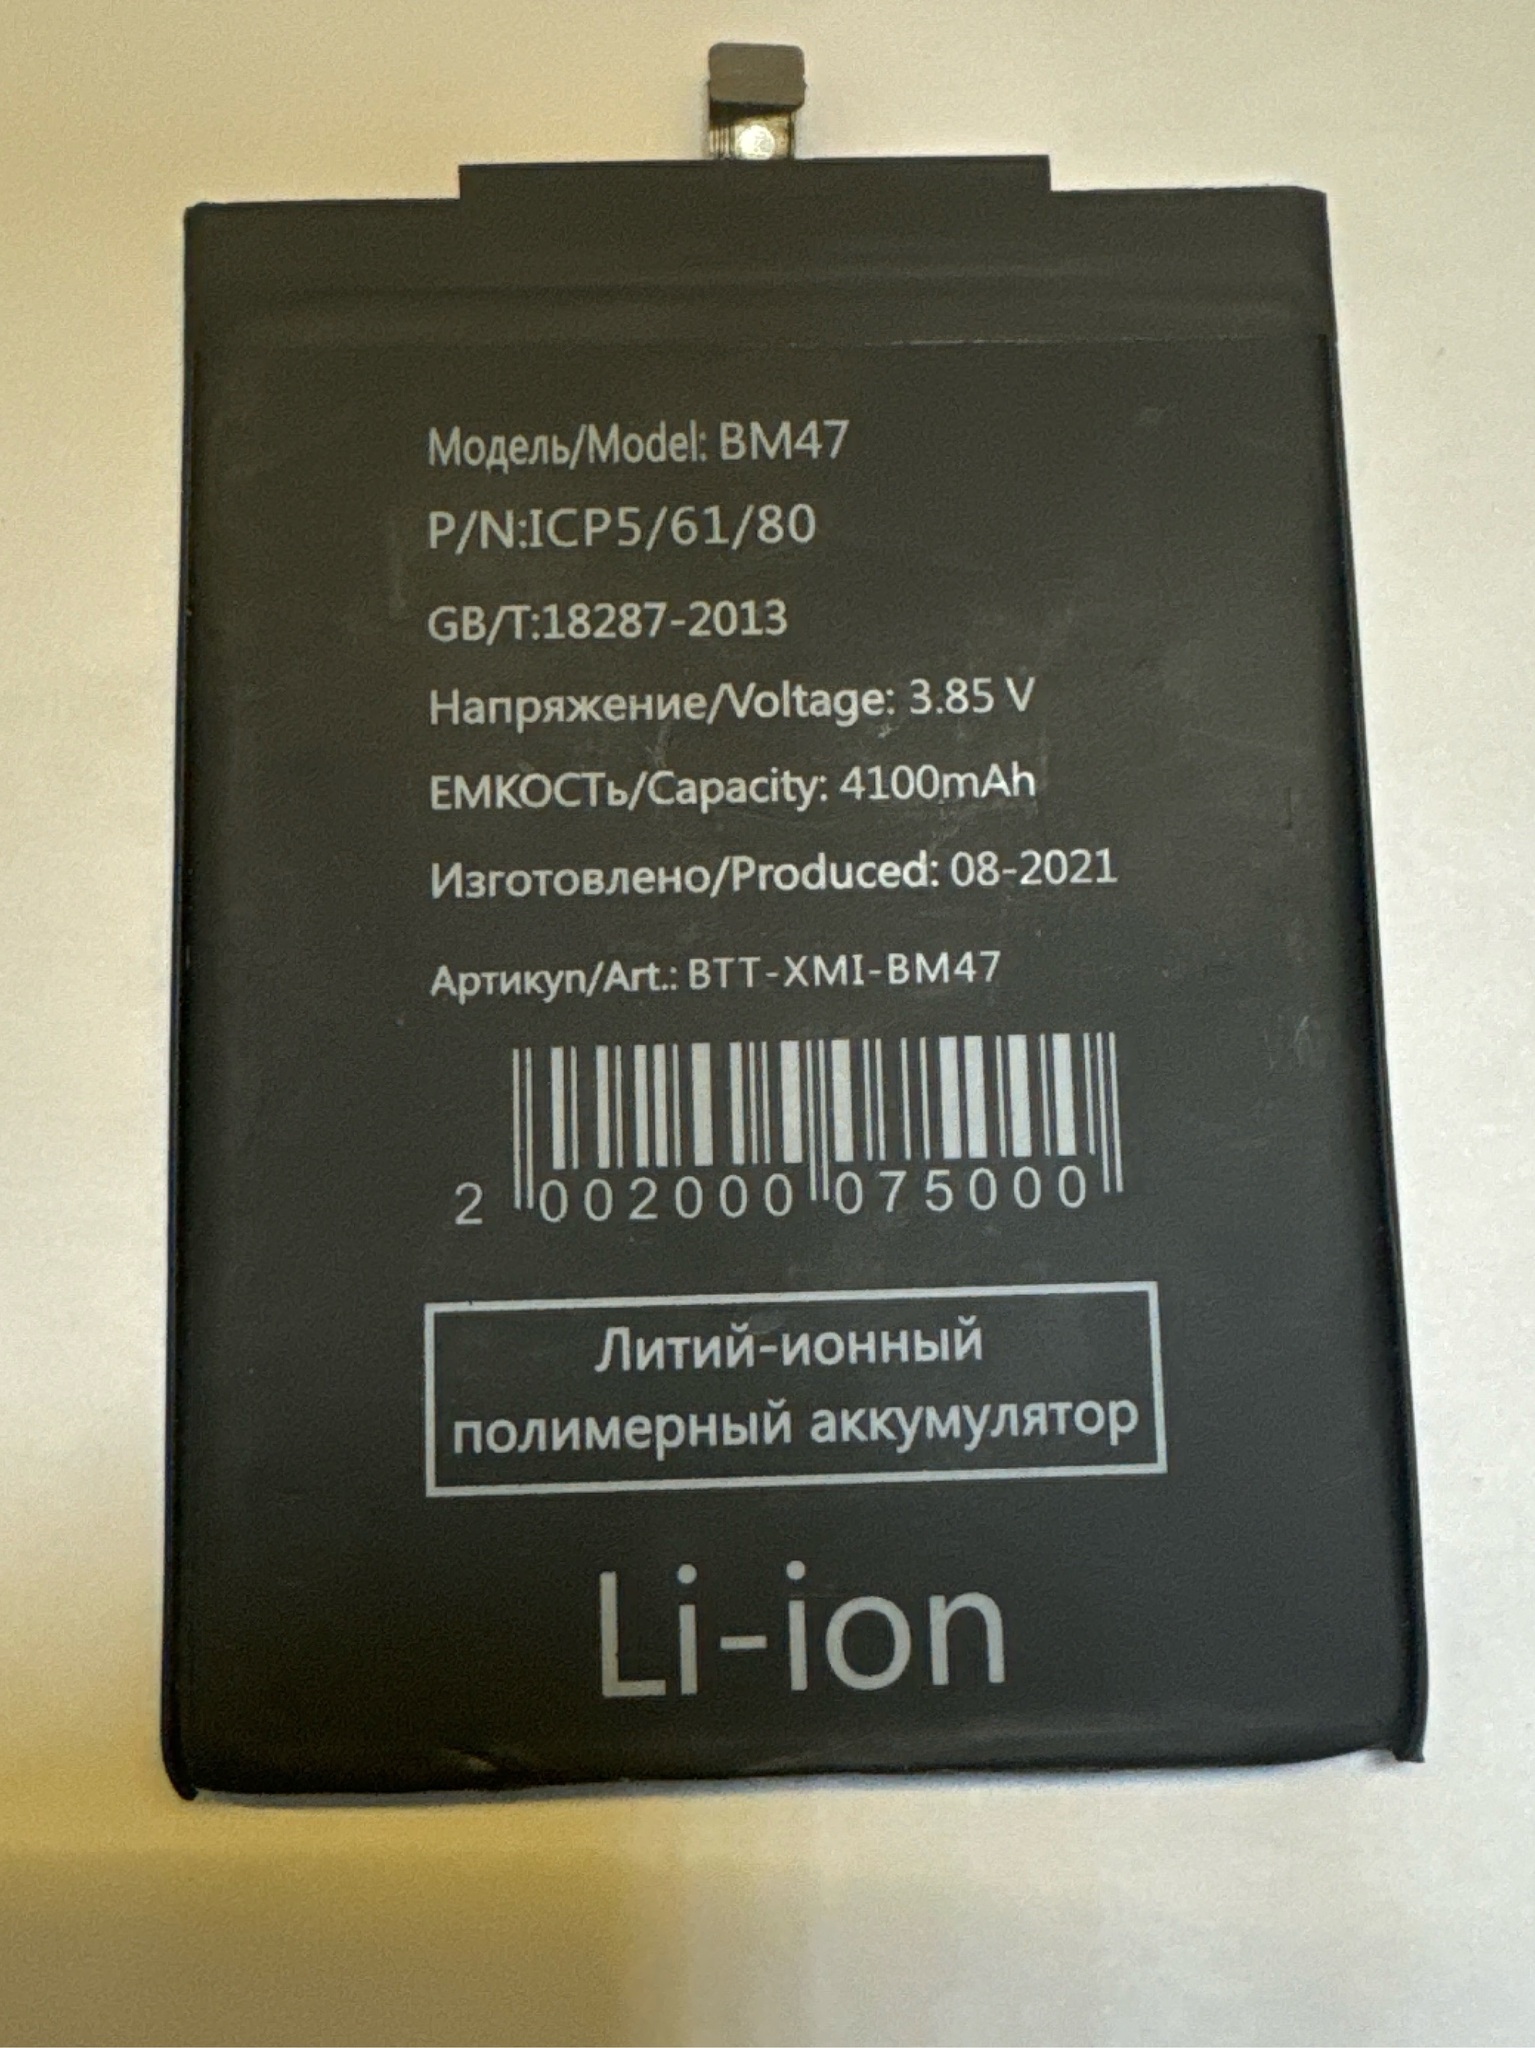 Модель/Model: BM47
P/N:ICP5/61/80
GB/T:18287-2013
Напряжение/Voltage: 3.85 V
ЕМКОСТь/Capacity: 4100mAh
Изготовлено/Produced: 08-2021
Артикул/Art.: BTT-XMI-BM47
2 002000 075000
Литий-ионный
полимерный аккумулятор
Li-ion